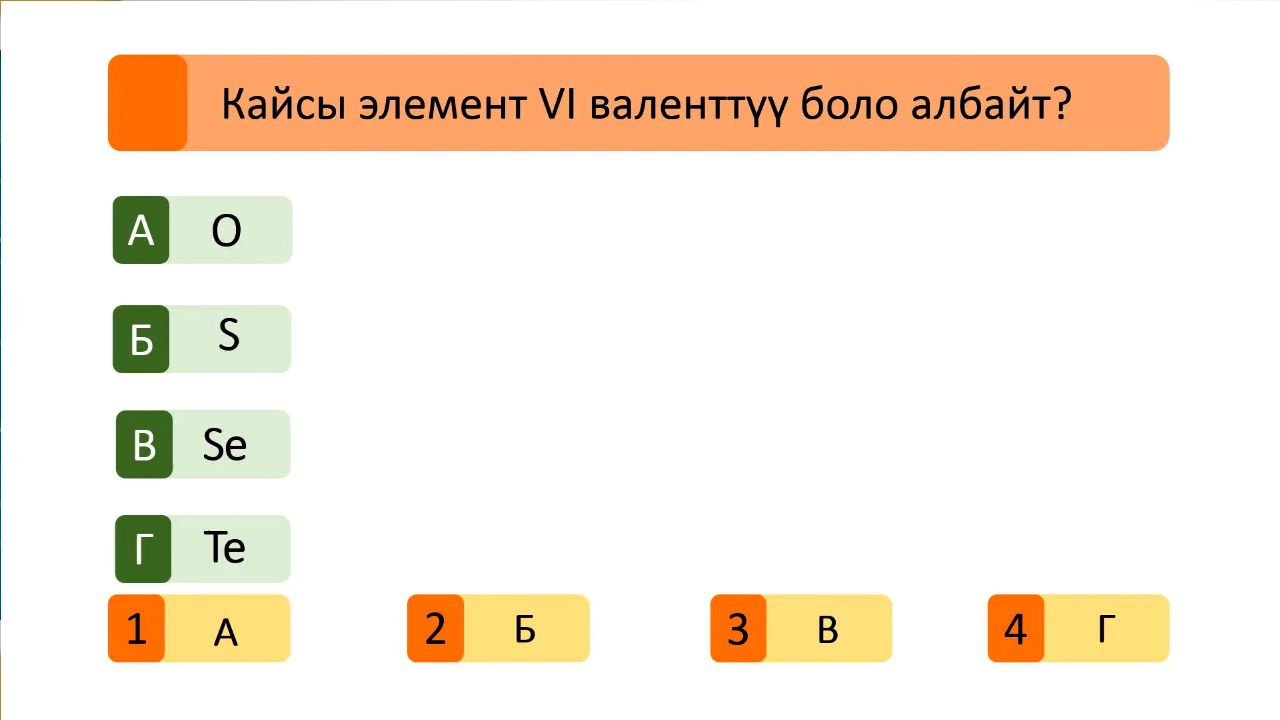 Кайсы элемент VI валенттүү боло албайт?
А O
Б S
В Se
Г Te
1 А 2 Б 3 В 4 Г